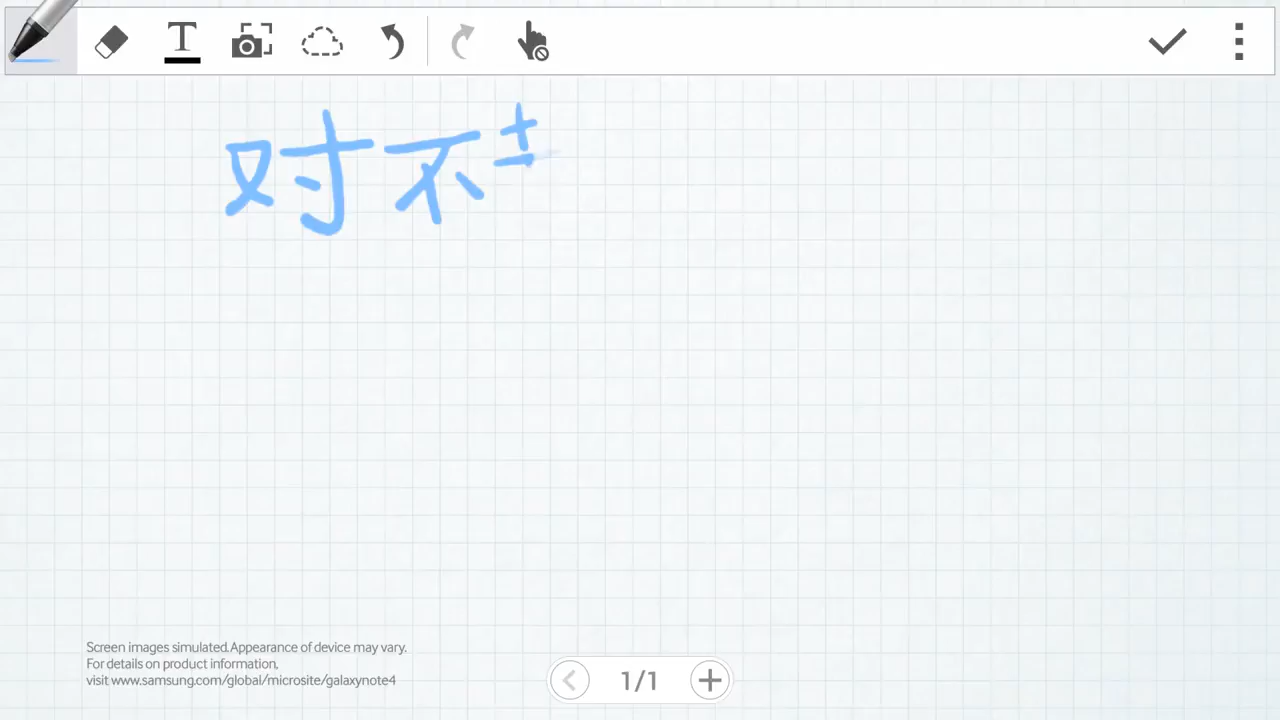 T
对不
Screen images simulated.Appearance of device may vary.
For details on product information,
visit www.samsung.com/global/microsite/galaxynote4
1/1